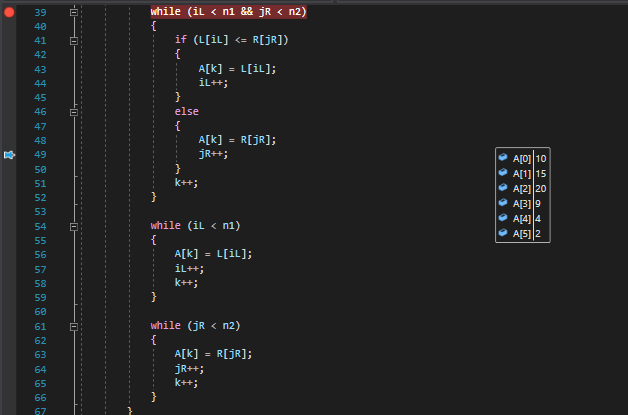 39 while (iL < n1 && jR < n2)
40 {
41 if (L[iL] <= R[jR])
42 {
43 A[k] = L[iL];
44 iL++;
45 }
46 else
47 {
48 A[k] = R[jR];
49 jR++;
50 }
51 k++;
52 }
53
54 while (iL < n1)
55 {
56 A[k] = L[iL];
57 iL++;
58 k++;
59 }
60
61 while (jR < n2)
62 {
63 A[k] = R[jR];
64 jR++;
65 k++;
66 }
67 }
A[0] 10
A[1] 15
A[2] 20
A[3] 9
A[4] 4
A[5] 2